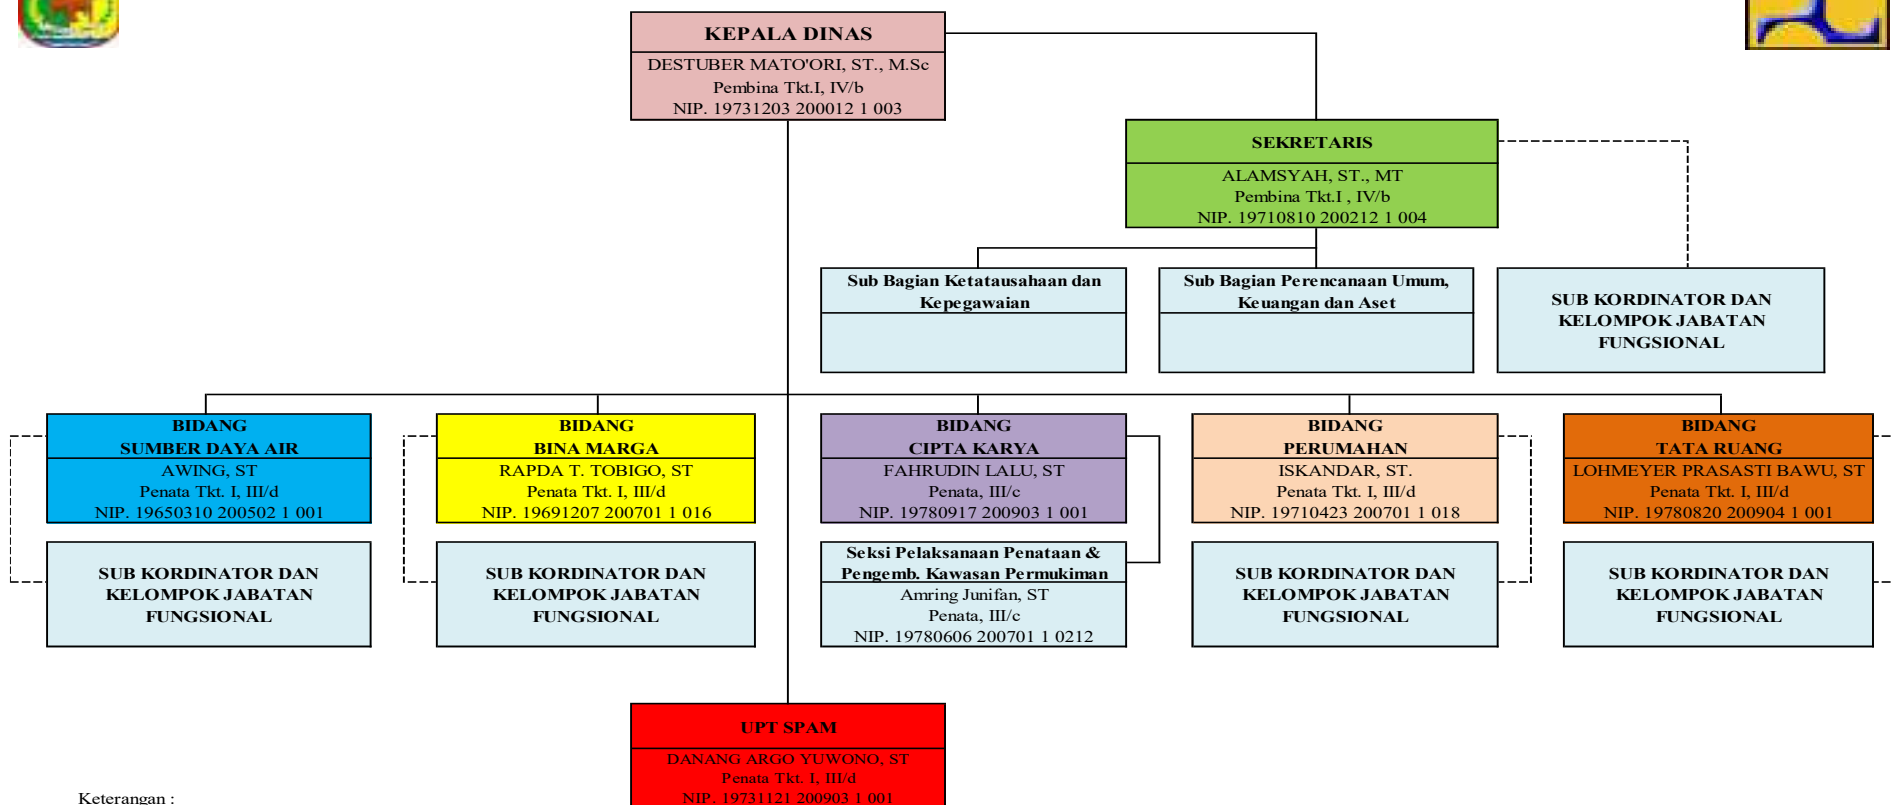 KEPALA DINAS
DESTUBER MATO'ORI, ST., M.Sc
Pembina Tkt.I, IV/b
NIP. 19731203 200012 1 003
SEKRETARIS
ALAMSYAH, ST., MT
Pembina Tkt.I , IV/b
NIP. 19710810 200212 1 004
Sub Bagian Ketatausahaan dan
Kepegawaian
Sub Bagian Perencanaan Umum,
Keuangan dan Aset
SUB KORDINATOR DAN
KELOMPOK JABATAN
FUNGSIONAL
BIDANG
SUMBER DAYA AIR
AWING, ST
Penata Tkt. I, III/d
NIP. 19650310 200502 1 001
BIDANG
BINA MARGA
RAPDA T. TOBIGO, ST
Penata Tkt. I, III/d
NIP. 19691207 200701 1 016
BIDANG
CIPTA KARYA
FAHRUDIN LALU, ST
Penata, III/c
NIP. 19780917 200903 1 001
BIDANG
PERUMAHAN
ISKANDAR, ST.
Penata Tkt. I, III/d
NIP. 19710423 200701 1 018
BIDANG
TATA RUANG
LOHMEYER PRASASTI BAWU, ST
Penata Tkt. I, III/d
NIP. 19780820 200904 1 001
SUB KORDINATOR DAN
KELOMPOK JABATAN
FUNGSIONAL
SUB KORDINATOR DAN
KELOMPOK JABATAN
FUNGSIONAL
Seksi Pelaksanaan Penataan &
Pengemb. Kawasan Permukiman
Amring Junifan, ST
Penata, III/c
NIP. 19780606 200701 1 0212
SUB KORDINATOR DAN
KELOMPOK JABATAN
FUNGSIONAL
SUB KORDINATOR DAN
KELOMPOK JABATAN
FUNGSIONAL
UPT SPAM
DANANG ARGO YUWONO, ST
Penata Tkt. I, III/d
NIP. 19731121 200903 1 001
Keterangan :